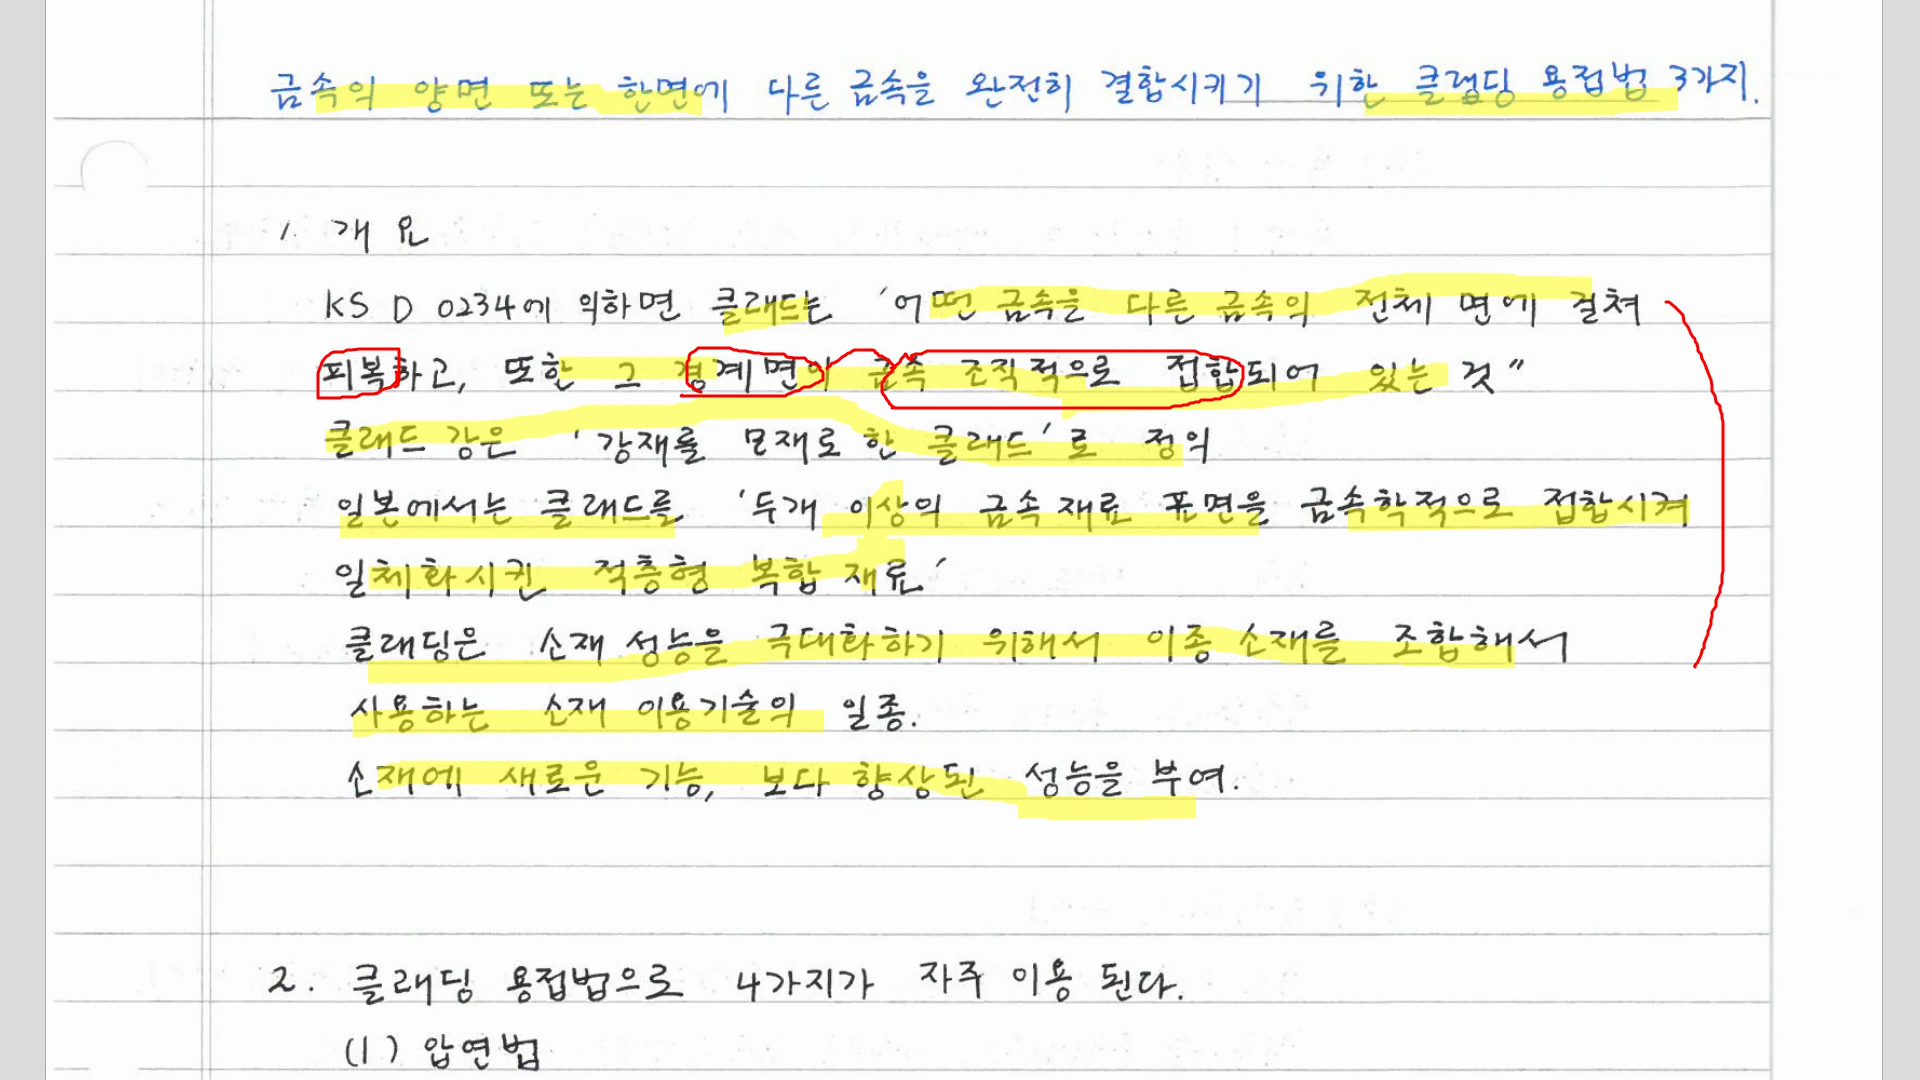 금속의 양면 또는 한면에 다른 금속을 완전히 결합시키기 위한 클랩딩 용접법 3가지.
1. 개요
KS D 0234에 의하면 클래드는 '어떤 금속을 다른 금속의 전체 면에 걸쳐
피복하고, 또한 그 경계면이 금속 조직적으로 접합되어 있는 것"
클래드 강은 '강재를 모재로 한 클래드'로 정의
일본에서는 클래드를 '두개 이상의 금속 재료 표면을 금속학적으로 접합시켜
일체화시킨 적층형 복합 재료'
클래딩은 소재 성능을 극대화하기 위해서 이종 소재를 조합해서
사용하는 소재 이용기술의 일종.
소재에 새로운 기능, 보다 향상된 성능을 부여.
2. 클래딩 용접법으로 4가지가 자주 이용 된다.
(1) 압연법